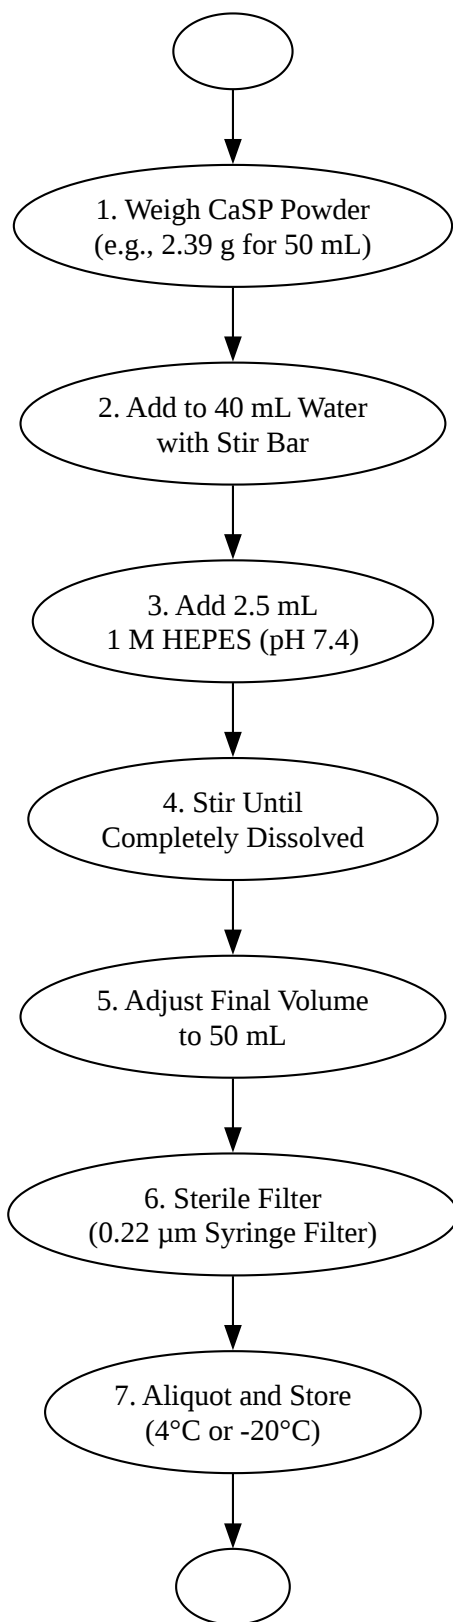 1. Weigh CaSP Powder
(e.g., 2.39 g for 50 mL)
2. Add to 40 mL Water
with Stir Bar
3. Add 2.5 mL
1 M HEPES (pH 7.4)
4. Stir Until
Completely Dissolved
5. Adjust Final Volume
to 50 mL
6. Sterile Filter
(0.22 µm Syringe Filter)
7. Aliquot and Store
(4°C or -20°C)